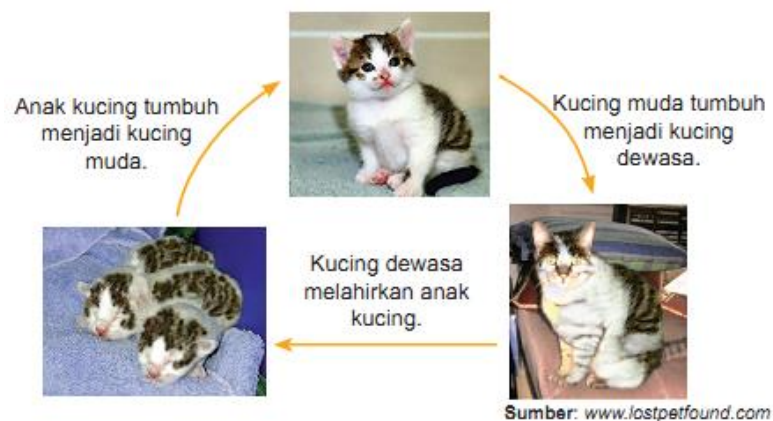 Anak kucing tumbuh
menjadi kucing
muda.
Kucing muda tumbuh
menjadi kucing
dewasa.
Kucing dewasa
melahirkan anak
kucing.
Sumber: www.lostpetfound.com